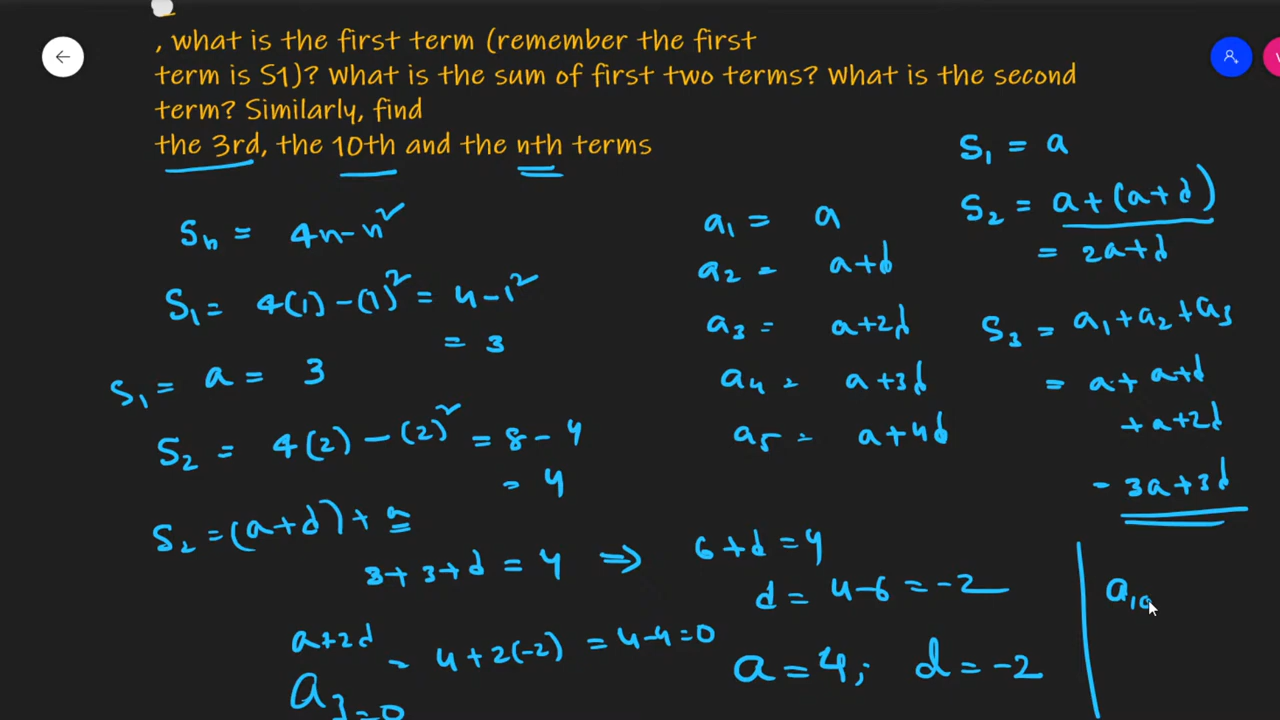 , what is the first term (remember the first
term is S1)? What is the sum of first two terms? What is the second
term? Similarly, find
the 3rd, the 10th and the nth terms
Sₙ = 4n-n²
S₁ = 4(1) -(1)² = 4-1²
= 3
S₁ = a = 3
S₂ = 4(2) -(2)² = 8-4
= 4
S₂ =(a+d)+a
3+3+d = 4 ⇒ 6+d=4
d = 4-6 = -2
a+2d
= 4+2(-2) = 4-4=0
a₃=0
a=4; d=-2
a₁ = a
a₂ = a+d
a₃ = a+2d
a₄ = a+3d
a₅ = a+4d
S₁ = a
S₂ = a+(a+d)
= 2a+d
S₃ = a₁+a₂+a₃
= a+ a+d
+a+2d
= 3a+3d
a₁₀